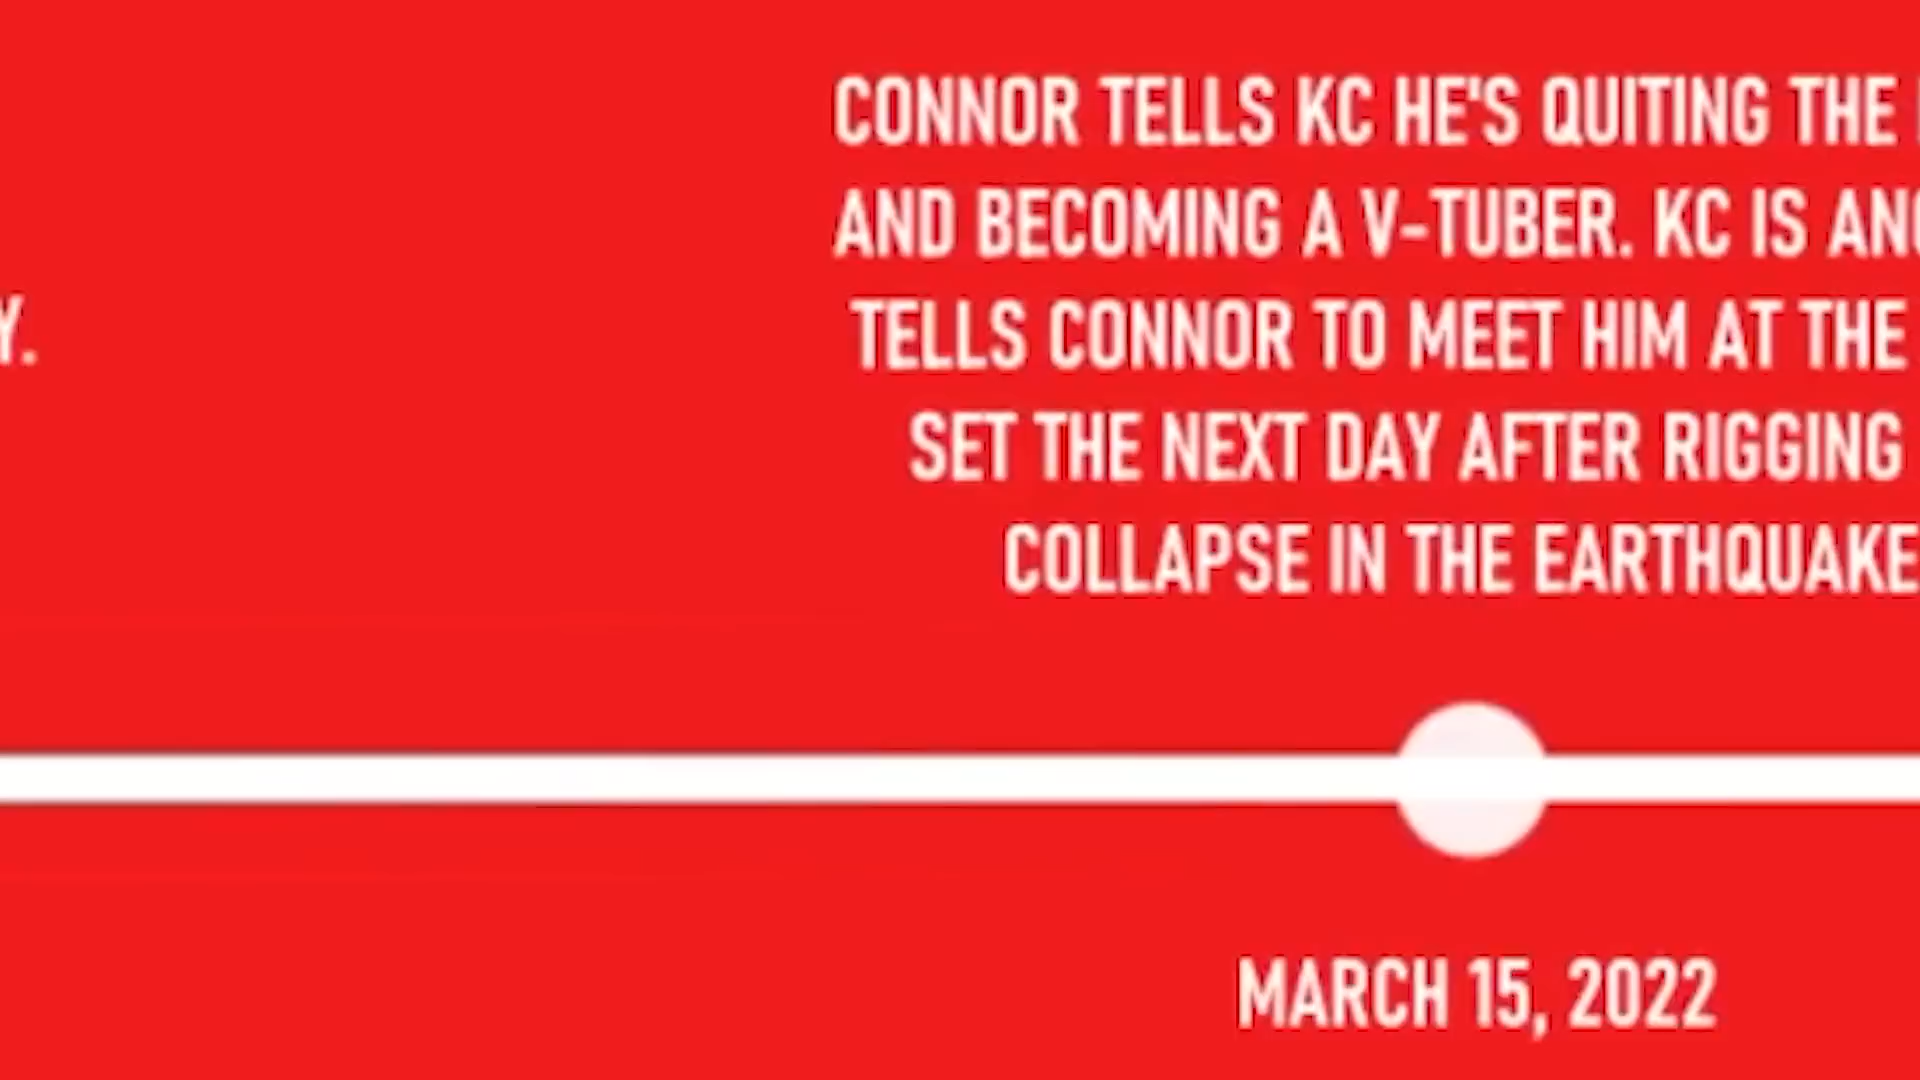 CONNOR TELLS KC HE'S QUITING THE
AND BECOMING A V-TUBER. KC IS
Y.
TELLS CONNOR TO MEET HIM AT THE
SET THE NEXT DAY AFTER RIGGING
COLLAPSE IN THE EARTHQUAKE
MARCH 15, 2022